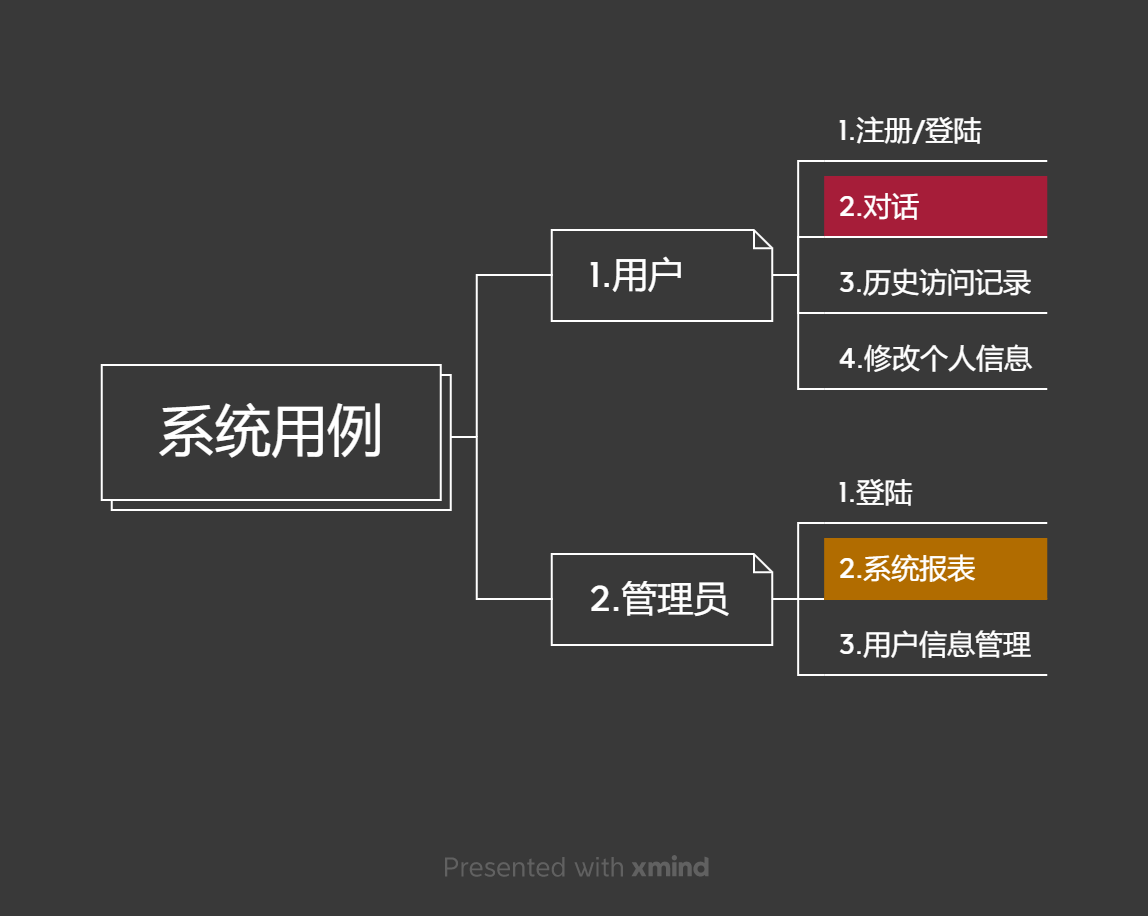 系统用例
1.用户
1.注册/登陆
2.对话
3.历史访问记录
4.修改个人信息
2.管理员
1.登陆
2.系统报表
3.用户信息管理
Presented with xmind